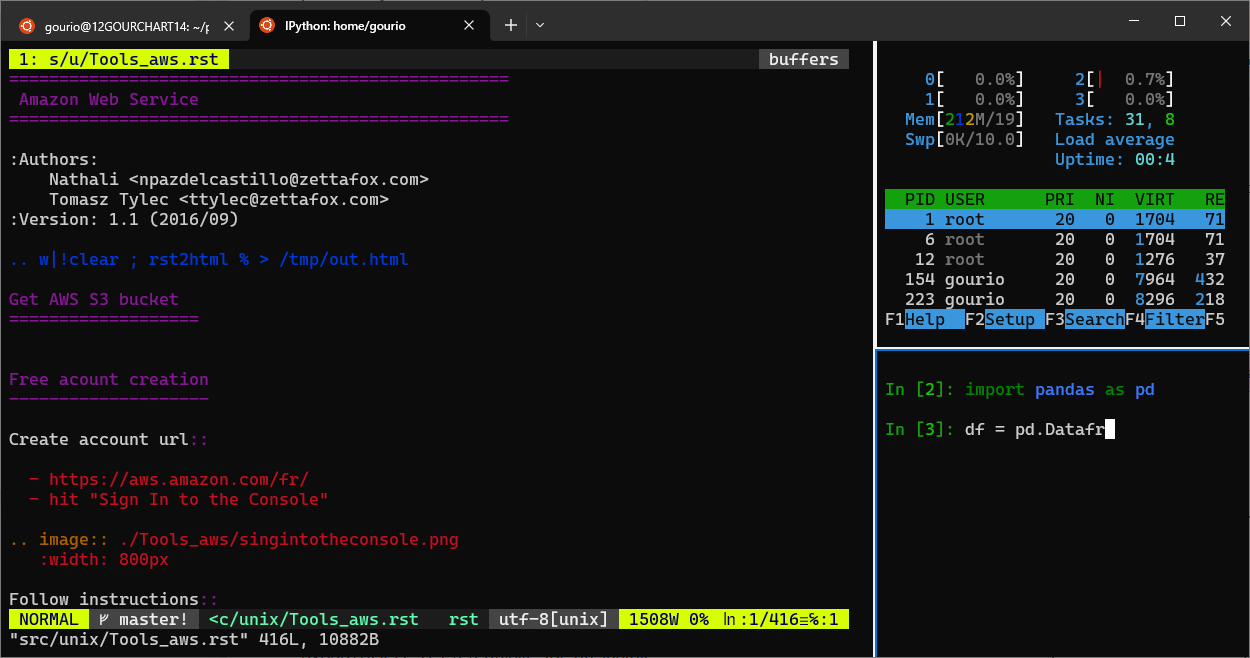 gourio@12GOURCHART14: ~/p
IPython: home/gourio
1: s/u/Tools_aws.rst
buffers
==================================================
Amazon Web Service
==================================================
:Authors:
Nathali <npazdelcastillo@zettafox.com>
Tomasz Tylec <ttylec@zettafox.com>
:Version: 1.1 (2016/09)
.. w|!clear ; rst2html % > /tmp/out.html
Get AWS S3 bucket
===================
Free acount creation
--------------------
Create account url::
- https://aws.amazon.com/fr/
- hit "Sign In to the Console"
.. image:: ./Tools_aws/singintotheconsole.png
:width: 800px
Follow instructions::
NORMAL master! <c/unix/Tools_aws.rst rst utf-8[unix] 1508W 0% ㏑:1/416≡%:1
"src/unix/Tools_aws.rst" 416L, 10882B
0[ 0.0%] 2[| 0.7%]
1[ 0.0%] 3[ 0.0%]
Mem[212M/19] Tasks: 31, 8
Swp[0K/10.0] Load average
Uptime: 00:4
PID USER PRI NI VIRT RE
1 root 20 0 1704 71
6 root 20 0 1704 71
12 root 20 0 1276 37
154 gourio 20 0 7964 432
223 gourio 20 0 8296 218
F1Help F2Setup F3SearchF4FilterF5
In [2]: import pandas as pd
In [3]: df = pd.Datafr